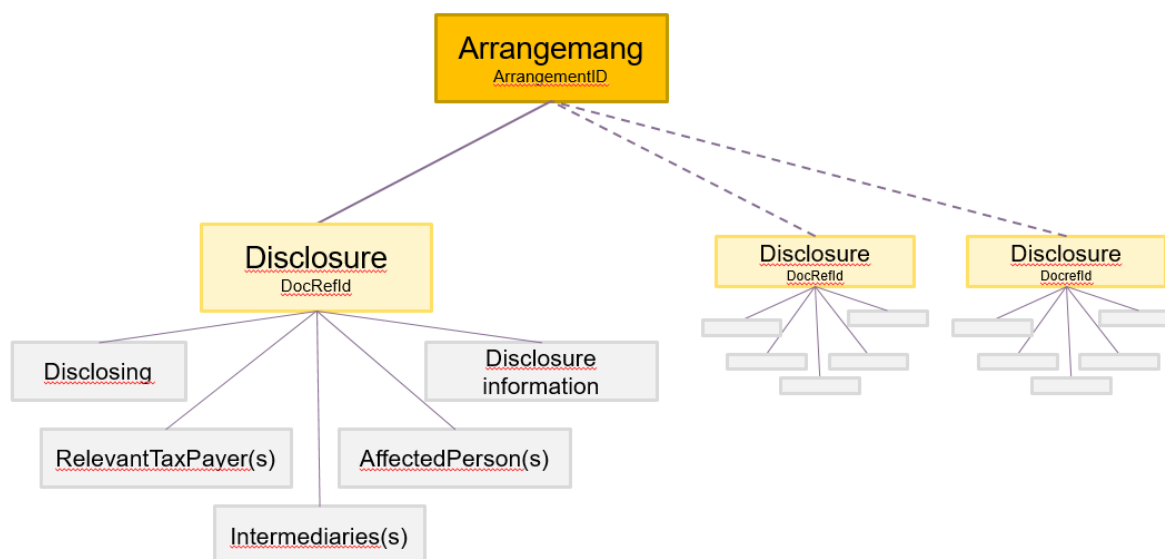 Arrangemang
ArrangementID
Disclosure
DocRefId
Disclosure
DocRefId
Disclosure
DocrefId
Disclosing
Disclosure
information
RelevantTaxPayer(s)
AffectedPerson(s)
Intermediaries(s)